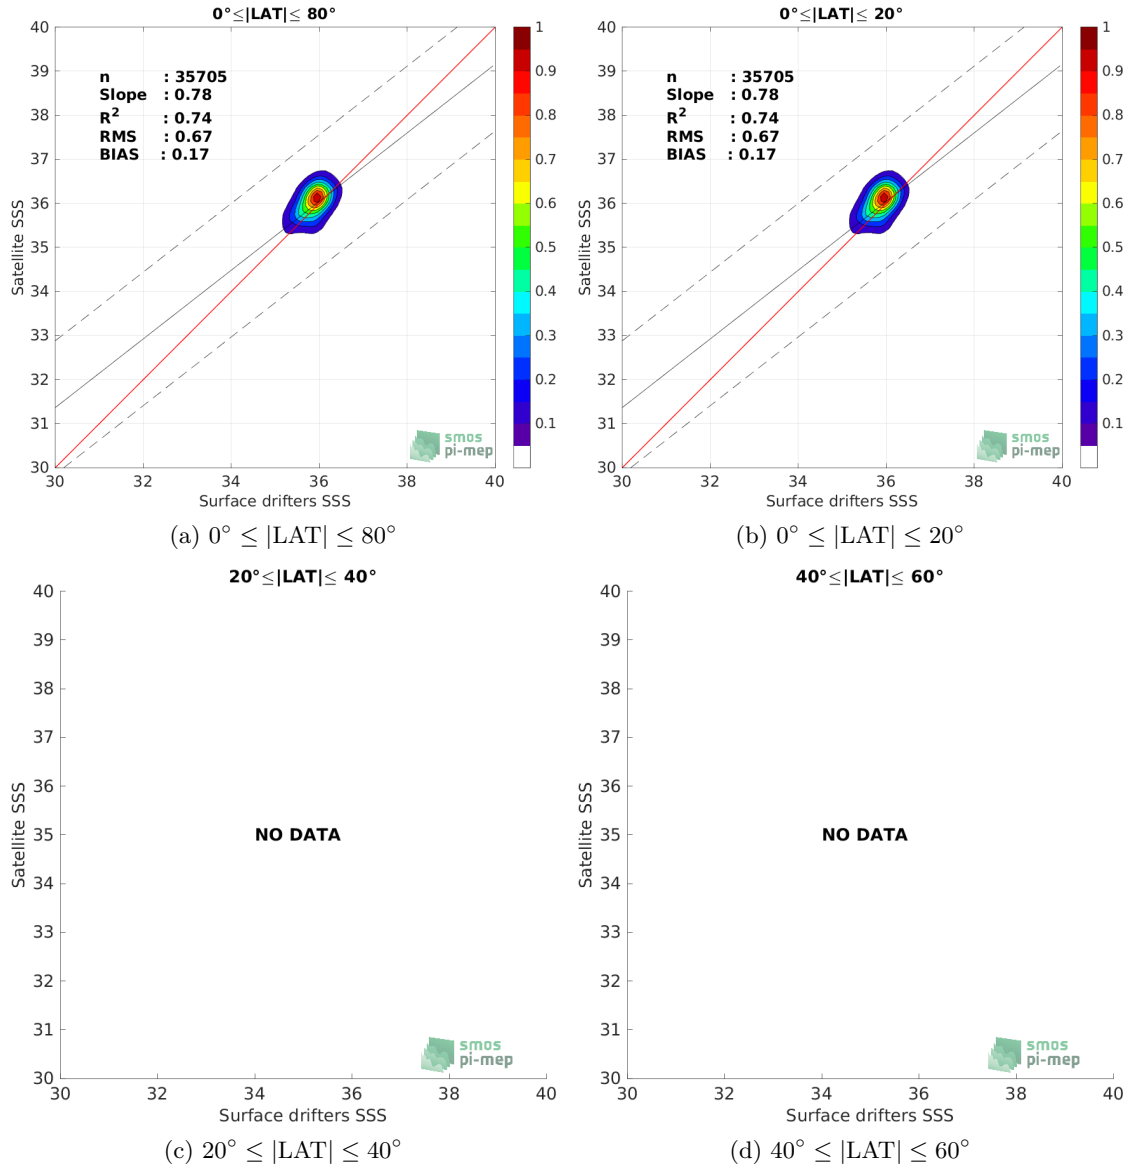 0°≤|LAT|≤ 80°
40
39
38
37
36
35
34
33
32
31
30
Satellite SSS
n : 35705
Slope : 0.78
R² : 0.74
RMS : 0.67
BIAS : 0.17
smos
pi-mep
30 32 34 36 38 40
Surface drifters SSS
1
0.9
0.8
0.7
0.6
0.5
0.4
0.3
0.2
0.1
(a) 0° ≤ |LAT| ≤ 80°
0°≤|LAT|≤ 20°
40
39
38
37
36
35
34
33
32
31
30
Satellite SSS
n : 35705
Slope : 0.78
R² : 0.74
RMS : 0.67
BIAS : 0.17
smos
pi-mep
30 32 34 36 38 40
Surface drifters SSS
1
0.9
0.8
0.7
0.6
0.5
0.4
0.3
0.2
0.1
(b) 0° ≤ |LAT| ≤ 20°
20°≤|LAT|≤ 40°
40
39
38
37
36
35
34
33
32
31
30
Satellite SSS
NO DATA
smos
pi-mep
30 32 34 36 38 40
Surface drifters SSS
(c) 20° ≤ |LAT| ≤ 40°
40°≤|LAT|≤ 60°
40
39
38
37
36
35
34
33
32
31
30
Satellite SSS
NO DATA
smos
pi-mep
30 32 34 36 38 40
Surface drifters SSS
(d) 40° ≤ |LAT| ≤ 60°